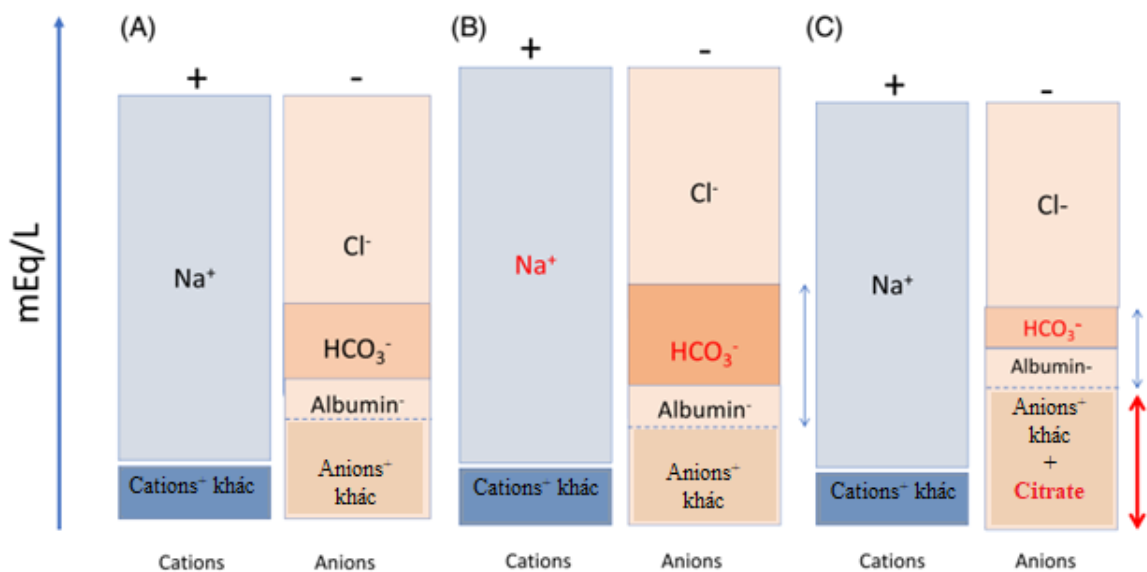 (A)
+
-
mEq/L
Na⁺
Cl⁻
HCO₃⁻
Albumin⁻
Cations⁺ khác
Anions⁺
khác
Cations
Anions
(B)
+
-
Na⁺
Cl⁻
HCO₃⁻
Albumin⁻
Cations⁺ khác
Anions⁺
khác
Cations
Anions
(C)
+
-
Na⁺
Cl-
HCO₃⁻
Albumin-
Cations⁺ khác
Anions⁺
khác
+
Citrate
Cations
Anions